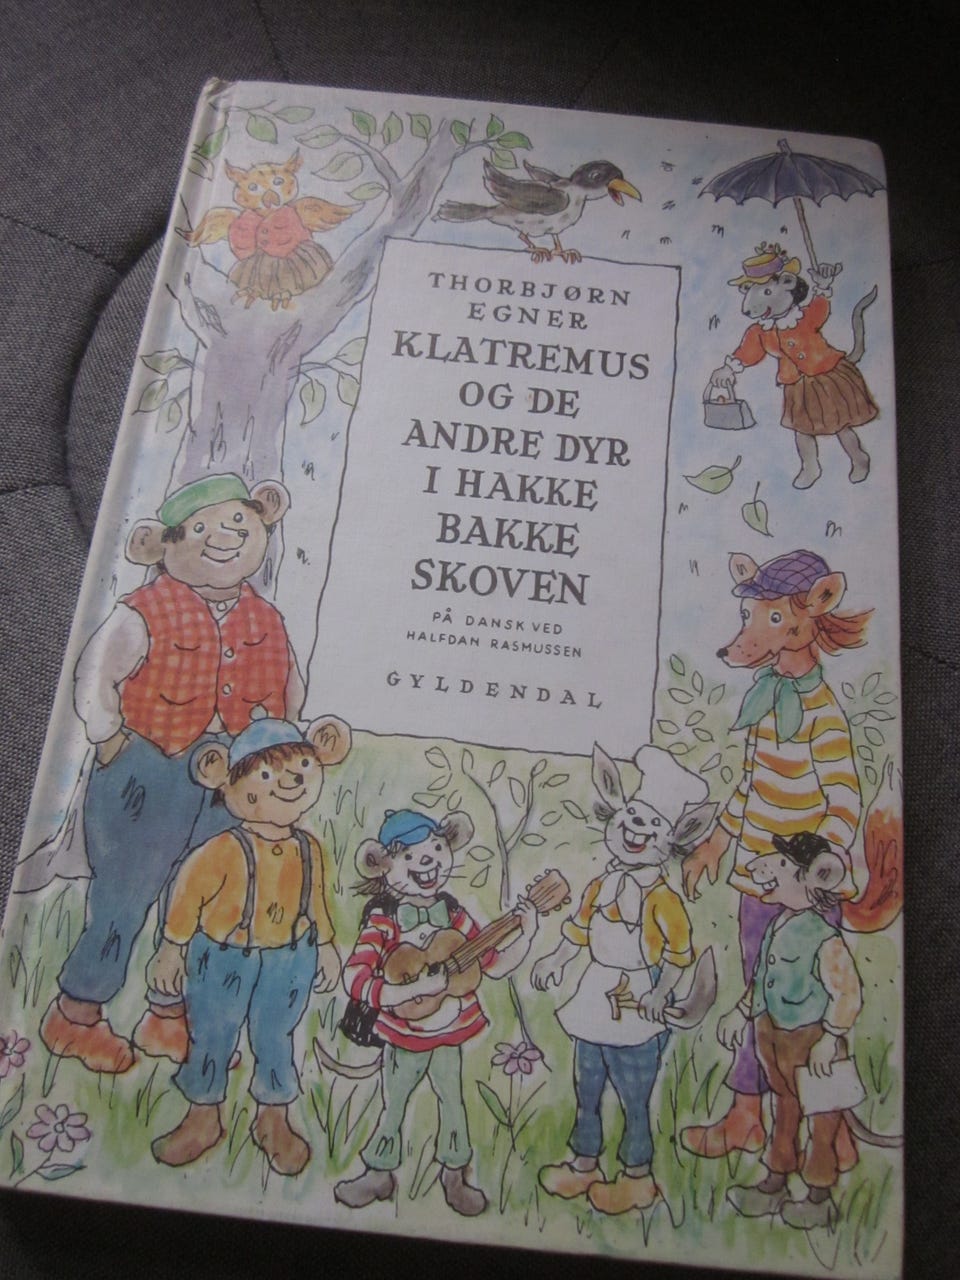 THORBJØRN
EGNER
KLATREMUS
OG DE
ANDRE DYR
I HAKKE
BAKKE
SKOVEN
PÅ DANSK VED
HALFDAN RASMUSSEN
GYLDENDAL